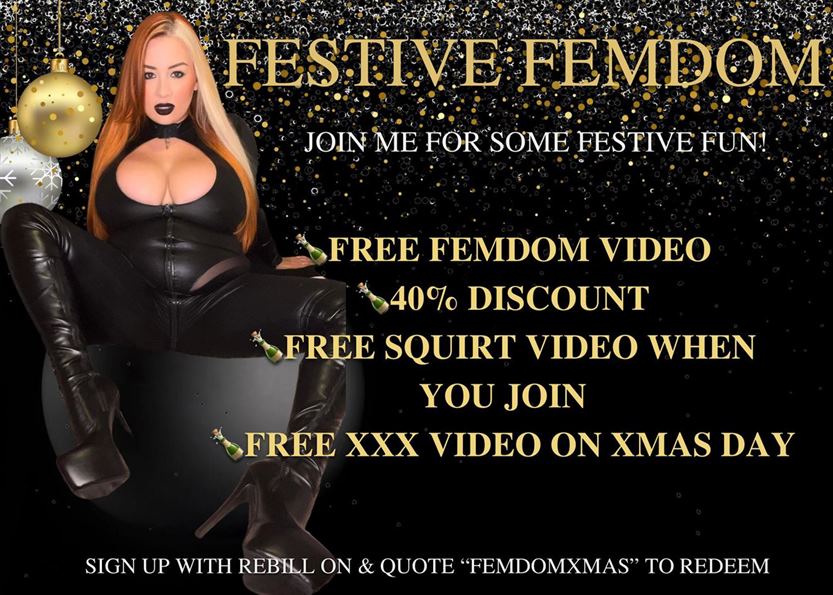 FESTIVE FEMDOM
JOIN ME FOR SOME FESTIVE FUN!
🍾FREE FEMDOM VIDEO
🍾40% DISCOUNT
🍾FREE SQUIRT VIDEO WHEN
YOU JOIN
🍾FREE XXX VIDEO ON XMAS DAY
SIGN UP WITH REBILL ON & QUOTE “FEMDOMXMAS” TO REDEEM